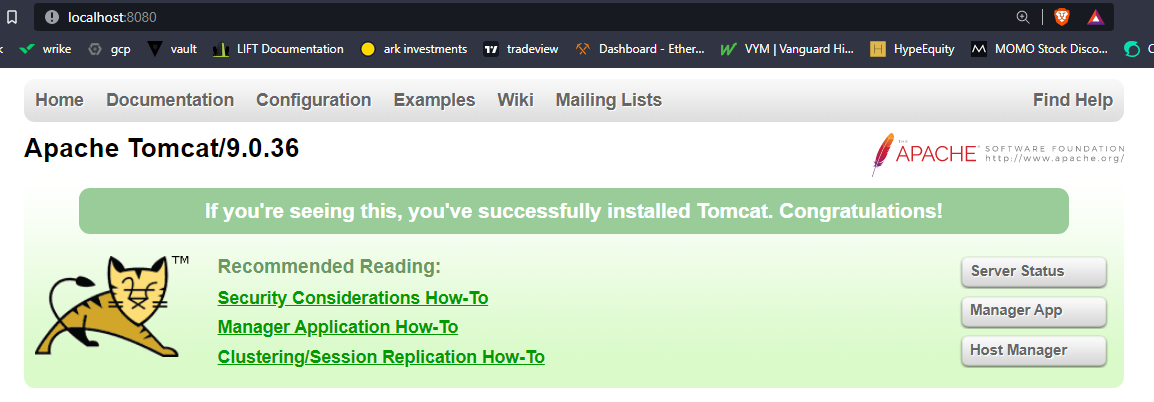 localhost:8080
wrike gcp vault LIFT Documentation ark investments tradeview Dashboard - Ether... VYM | Vanguard Hi... HypeEquity MOMO Stock Disco...
Home Documentation Configuration Examples Wiki Mailing Lists Find Help
Apache Tomcat/9.0.36
THE APACHE® SOFTWARE FOUNDATION
http://www.apache.org/
If you're seeing this, you've successfully installed Tomcat. Congratulations!
TM
Recommended Reading:
Security Considerations How-To
Manager Application How-To
Clustering/Session Replication How-To
Server Status
Manager App
Host Manager